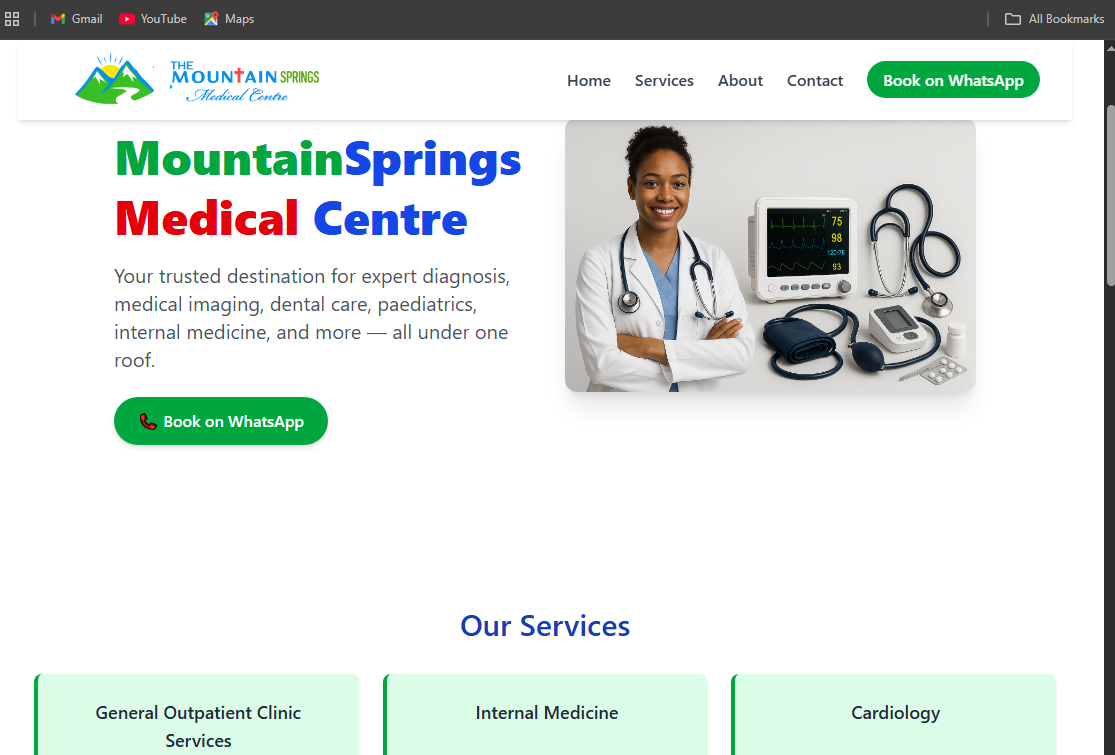 Gmail
YouTube
Maps
All Bookmarks
THE
MOUNTAIN SPRINGS
Medical Centre
Home
Services
About
Contact
Book on WhatsApp
MountainSprings
Medical Centre
Your trusted destination for expert diagnosis,
medical imaging, dental care, paediatrics,
internal medicine, and more — all under one
roof.
Book on WhatsApp
75
98
120/78
93
Our Services
General Outpatient Clinic
Services
Internal Medicine
Cardiology